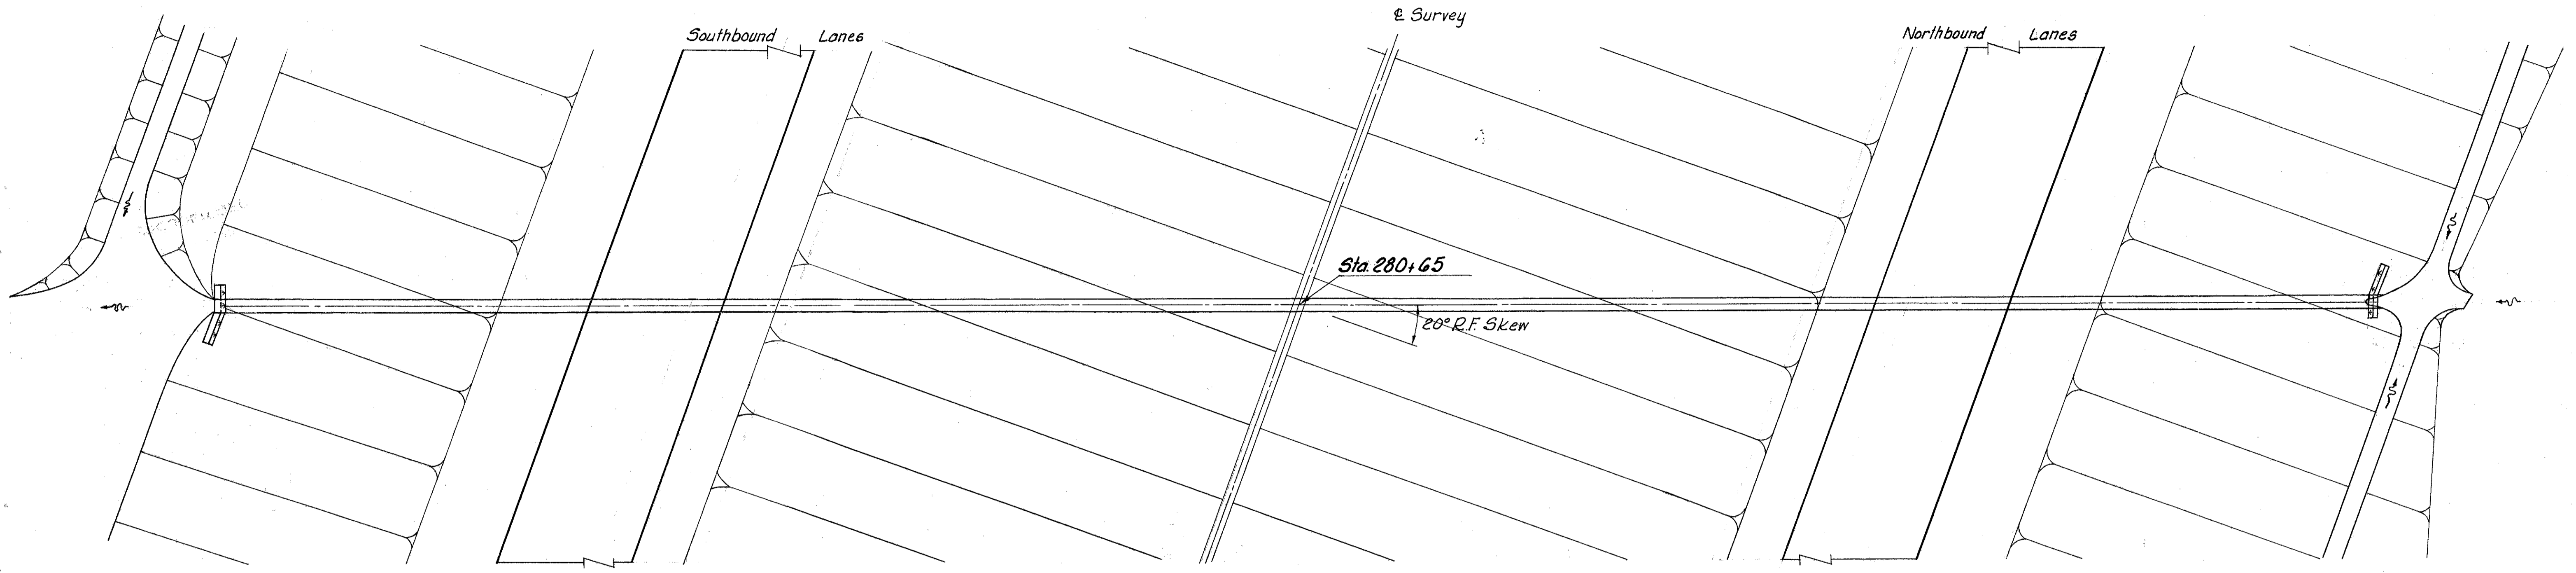 ℄ Survey
Southbound Lanes
Northbound Lanes
Sta. 280+65
20° R.F. Skew